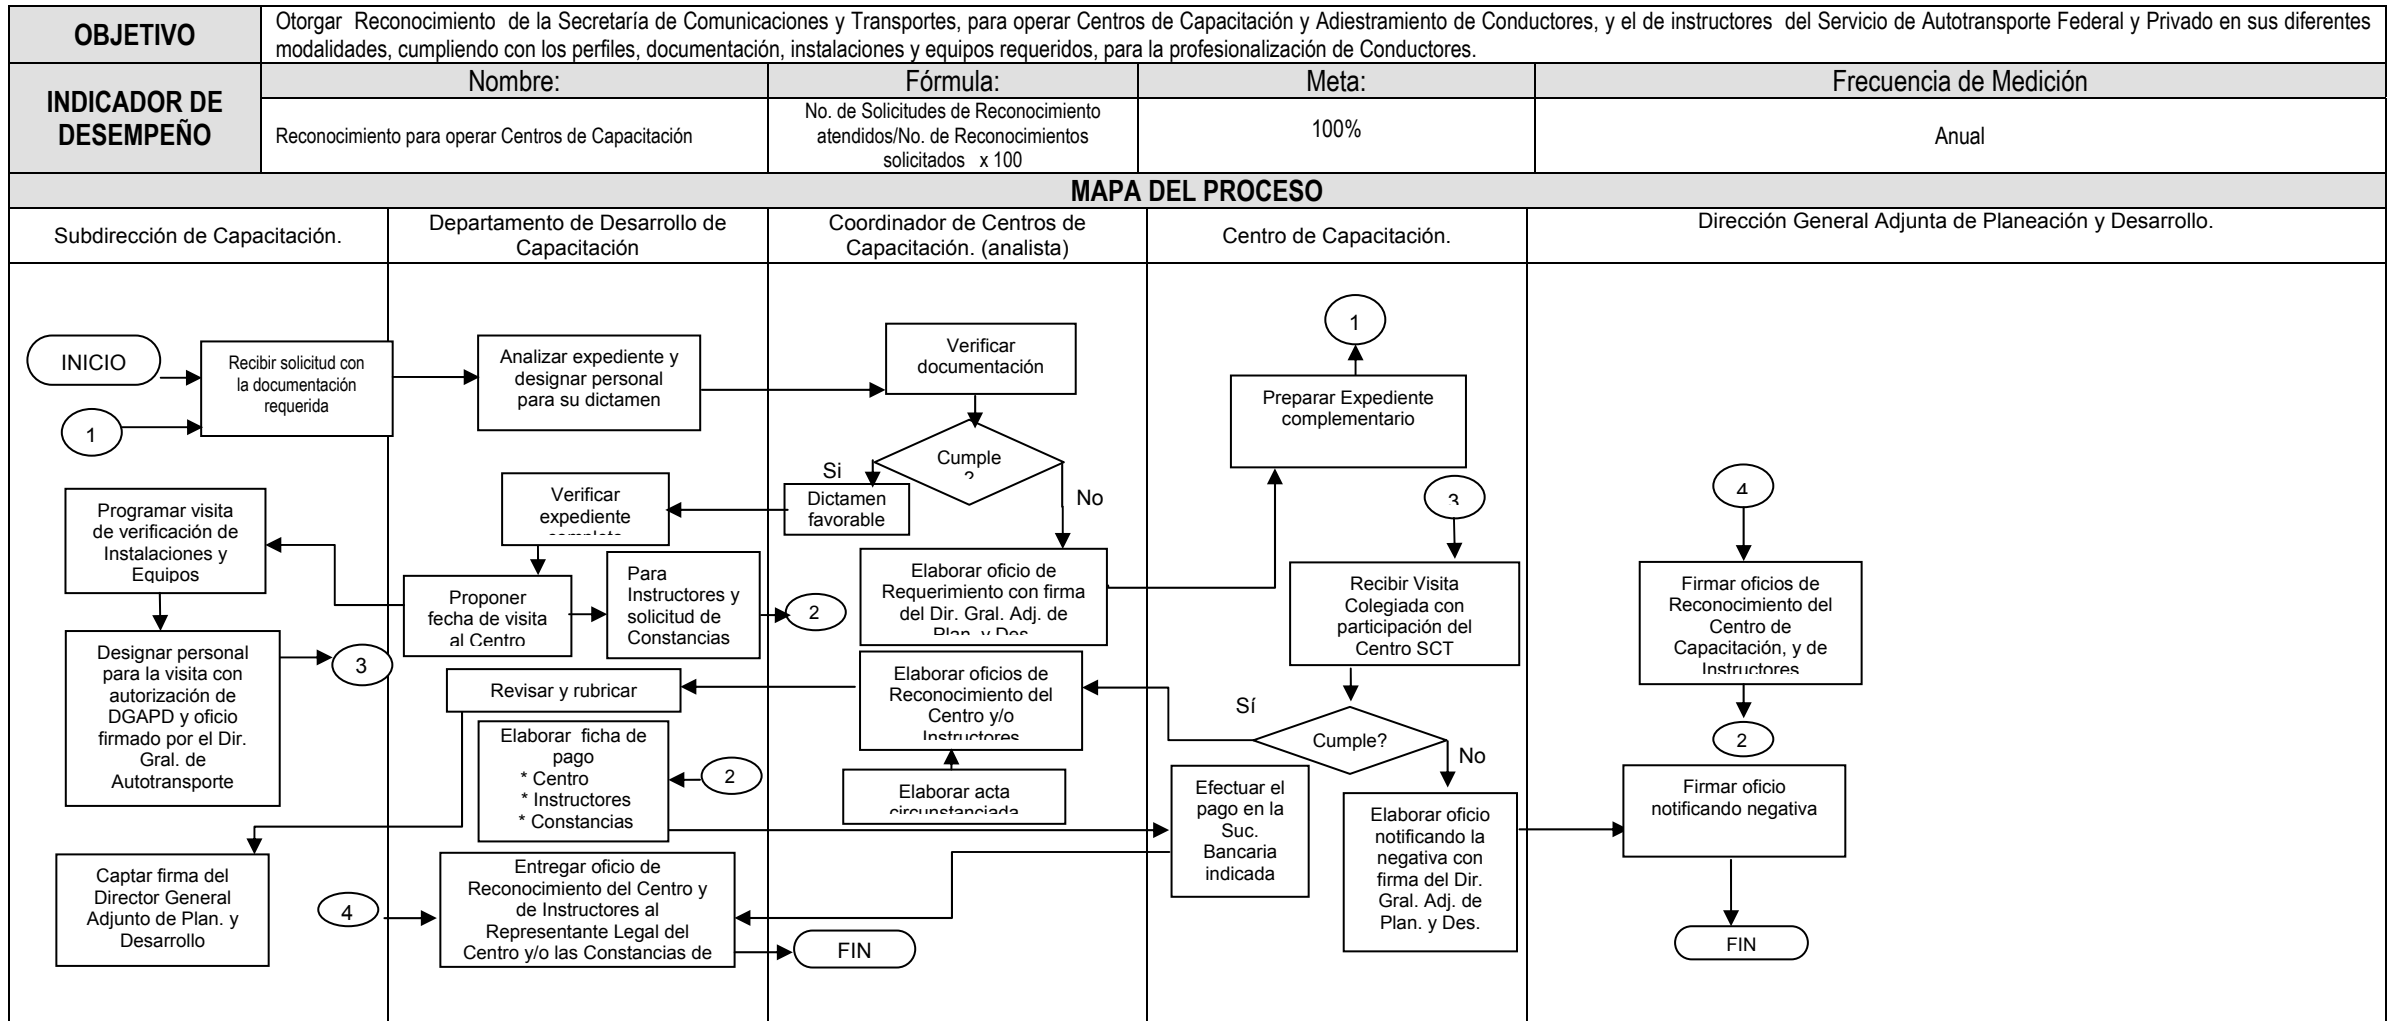 OBJETIVO
Otorgar Reconocimiento de la Secretaría de Comunicaciones y Transportes, para operar Centros de Capacitación y Adiestramiento de Conductores, y el de instructores del Servicio de Autotransporte Federal y Privado en sus diferentes
modalidades, cumpliendo con los perfiles, documentación, instalaciones y equipos requeridos, para la profesionalización de Conductores.
INDICADOR DE
DESEMPEÑO
Nombre:
Fórmula:
Meta:
Frecuencia de Medición
Reconocimiento para operar Centros de Capacitación
No. de Solicitudes de Reconocimiento
atendidos/No. de Reconocimientos
solicitados x 100
100%
Anual
MAPA DEL PROCESO
Subdirección de Capacitación.
Departamento de Desarrollo de
Capacitación
Coordinador de Centros de
Capacitación. (analista)
Centro de Capacitación.
Dirección General Adjunta de Planeación y Desarrollo.
INICIO
Recibir solicitud con
la documentación
requerida
1
Programar visita
de verificación de
Instalaciones y
Equipos
Designar personal
para la visita con
autorización de
DGAPD y oficio
firmado por el Dir.
Gral. de
Autotransporte
3
Captar firma del
Director General
Adjunto de Plan. y
Desarrollo
4
Analizar expediente y
designar personal
para su dictamen
Verificar
expediente
completo
Proponer
fecha de visita
al Centro
Para
Instructores y
solicitud de
Constancias
2
Revisar y rubricar
Elaborar ficha de
pago
* Centro
* Instructores
* Constancias
2
Entregar oficio de
Reconocimiento del Centro y
de Instructores al
Representante Legal del
Centro y/o las Constancias de
FIN
Verificar
documentación
Cumple
?
Si
Dictamen
favorable
No
Elaborar oficio de
Requerimiento con firma
del Dir. Gral. Adj. de
Plan. y Des.
Elaborar oficios de
Reconocimiento del
Centro y/o
Instructores
Elaborar acta
circunstanciada
1
Preparar Expediente
complementario
3
Recibir Visita
Colegiada con
participación del
Centro SCT
Sí
Cumple?
No
Efectuar el
pago en la
Suc.
Bancaria
indicada
Elaborar oficio
notificando la
negativa con
firma del Dir.
Gral. Adj. de
Plan. y Des.
4
Firmar oficios de
Reconocimiento del
Centro de
Capacitación, y de
Instructores
2
Firmar oficio
notificando negativa
FIN